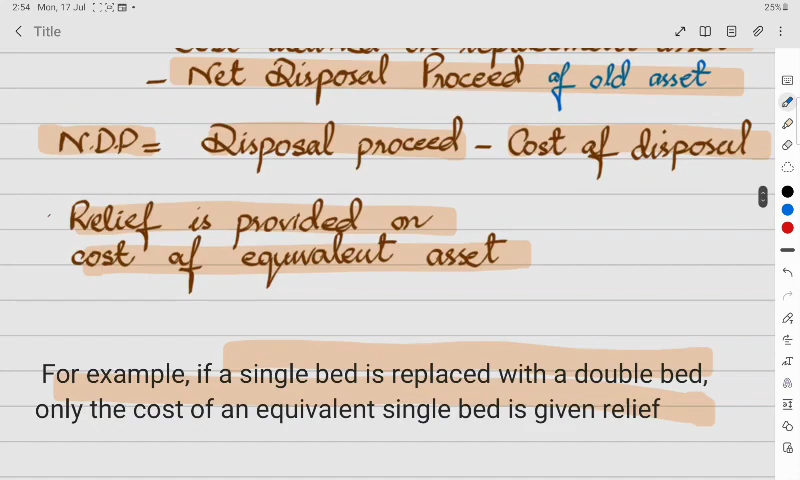 2:54 Mon, 17 Jul
25%
Title
– Net Disposal Proceed of old asset
N.D.P = Disposal proceed – Cost of disposal
Relief is provided on
cost of equivalent asset
For example, if a single bed is replaced with a double bed,
only the cost of an equivalent single bed is given relief